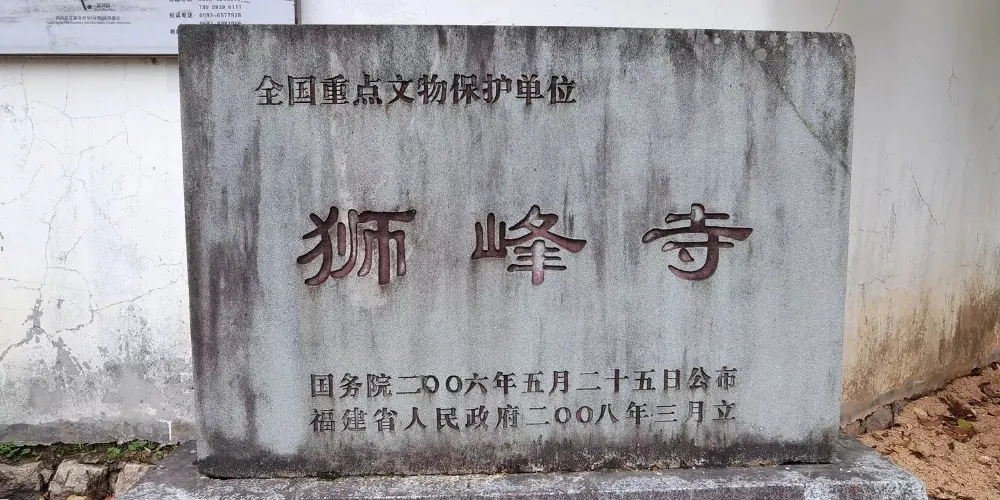 全国重点文物保护单位
狮峰寺
国务院二〇〇六年五月二十五日公布
福建省人民政府二〇〇八年三月立